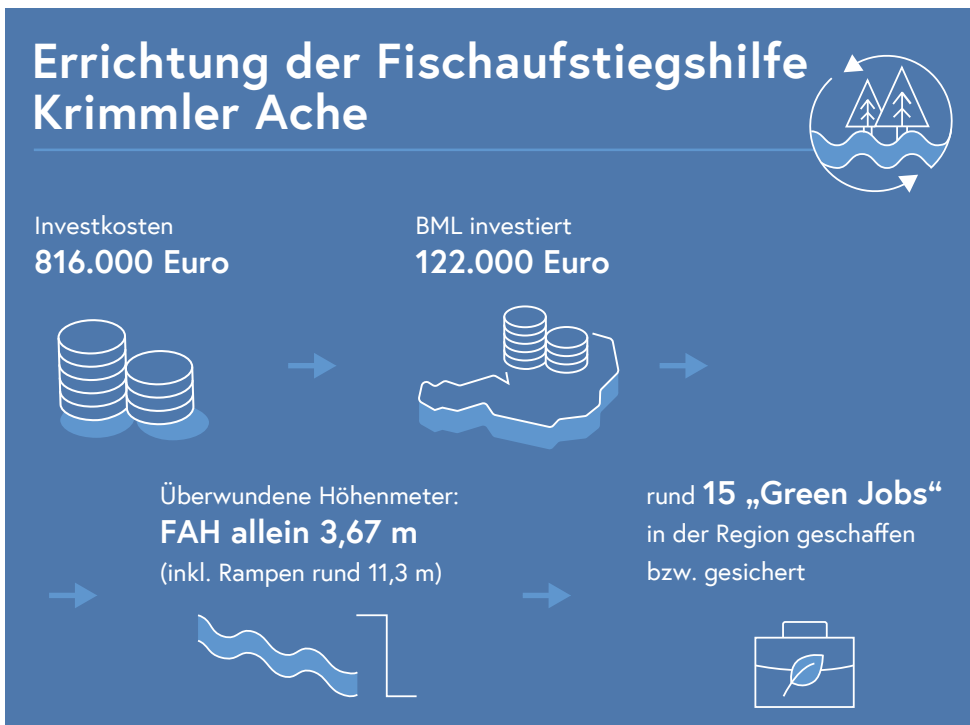 Errichtung der Fischaufstiegshilfe
Krimmler Ache
Investkosten
816.000 Euro
BML investiert
122.000 Euro
Überwundene Höhenmeter:
FAH allein 3,67 m
(inkl. Rampen rund 11,3 m)
rund 15 „Green Jobs“
in der Region geschaffen
bzw. gesichert